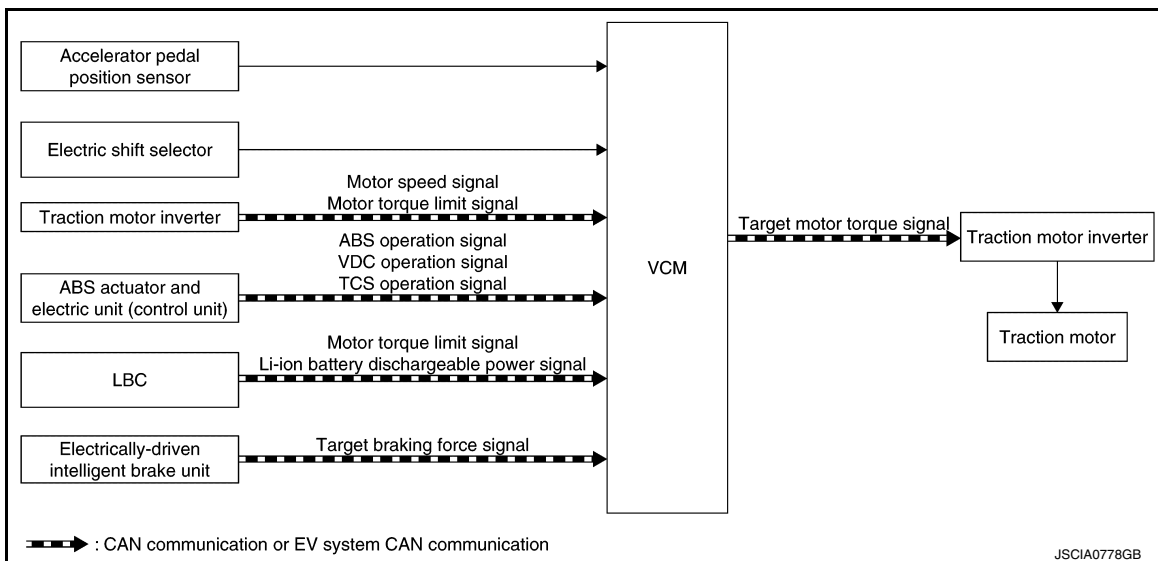 Accelerator pedal
position sensor
Electric shift selector
Motor speed signal
Motor torque limit signal
Traction motor inverter
ABS operation signal
VDC operation signal
TCS operation signal
ABS actuator and
electric unit (control unit)
Motor torque limit signal
Li-ion battery dischargeable power signal
LBC
Target braking force signal
Electrically-driven
intelligent brake unit
VCM
Target motor torque signal
Traction motor inverter
Traction motor
: CAN communication or EV system CAN communication
JSCIA0778GB